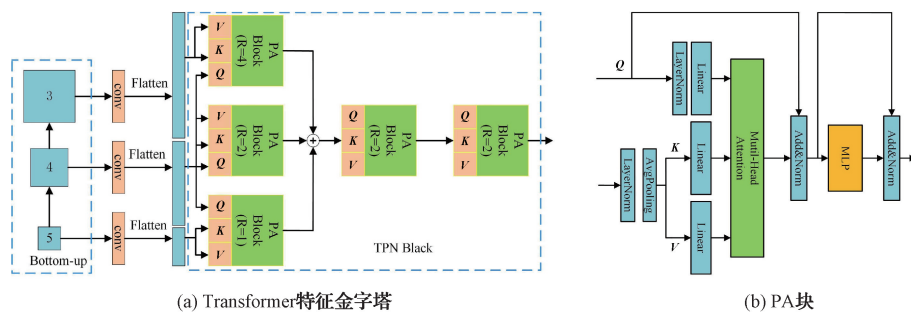 3
4
5
Bottom-up
conv
Flatten
conv
Flatten
conv
Flatten
V
K
Q
PA
Block
(R=4)
V
K
Q
PA
Block
(R=2)
Q
K
V
PA
Block
(R=1)
Q
K
V
PA
Block
(R=2)
Q
K
V
PA
Block
(R=2)
TPN Black
(a) Transformer特征金字塔
Q
LayerNorm
Linear
LayerNorm
AvgPooling
K
Linear
V
Linear
Mutil-Head
Attention
Add&Norm
MLP
Add&Norm
(b) PA块